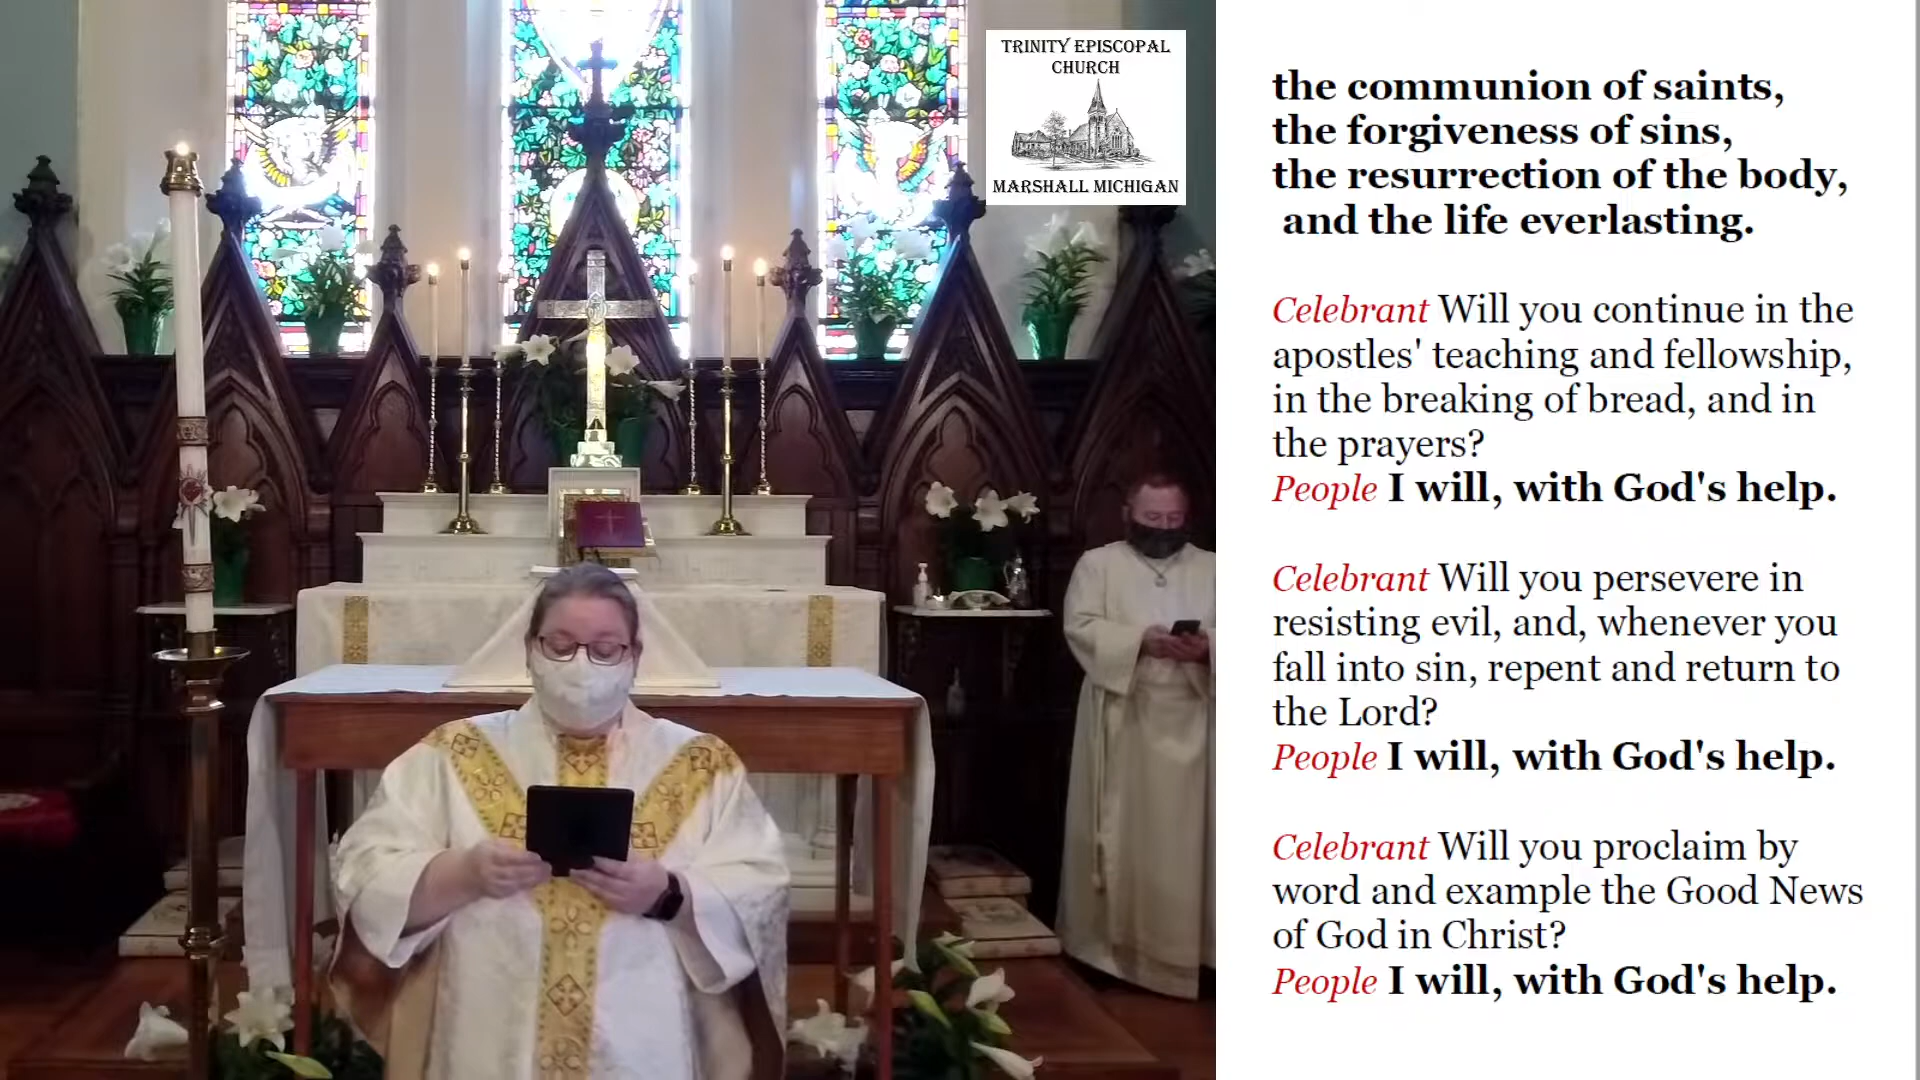 TRINITY EPISCOPAL
CHURCH
MARSHALL MICHIGAN
the communion of saints,
the forgiveness of sins,
the resurrection of the body,
and the life everlasting.
Celebrant Will you continue in the
apostles' teaching and fellowship,
in the breaking of bread, and in
the prayers?
People I will, with God's help.
Celebrant Will you persevere in
resisting evil, and, whenever you
fall into sin, repent and return to
the Lord?
People I will, with God's help.
Celebrant Will you proclaim by
word and example the Good News
of God in Christ?
People I will, with God's help.